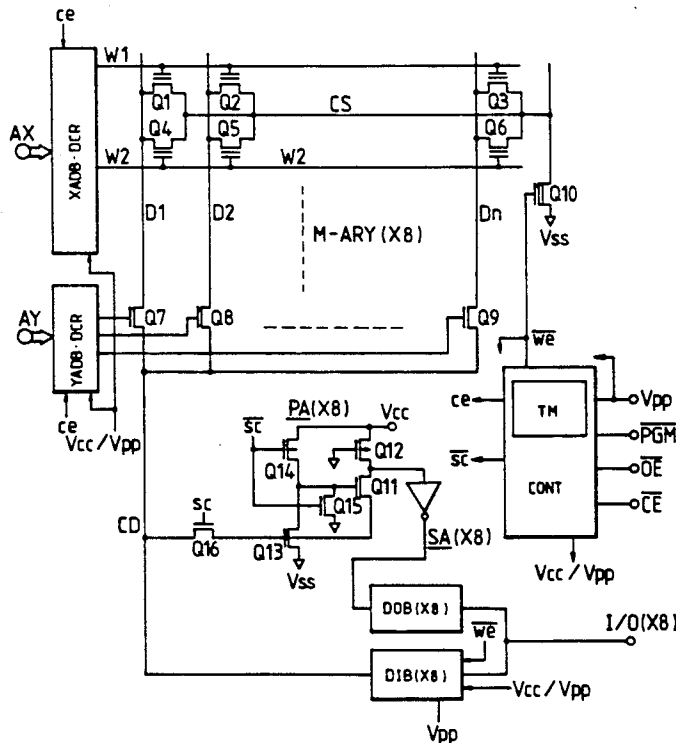 ce
W1
Q1
Q2
CS
Q3
Q4
Q5
Q6
AX
XADB·DCR
W2
W2
Q10
Vss
D1
D2
Dn
M-ARY(X8)
AY
YADB·DCR
Q7
Q8
Q9
we
ce
Vcc/Vpp
sc
PA(X8)
Vcc
Q14
Q12
Q11
Q15
ce
TM
Vpp
PGM
sc
CONT
OE
CE
CD
sc
Q16
Q13
Vss
SA(X8)
Vcc/Vpp
DOB(X8)
I/O(X8)
we
DIB(X8)
Vcc/Vpp
Vpp